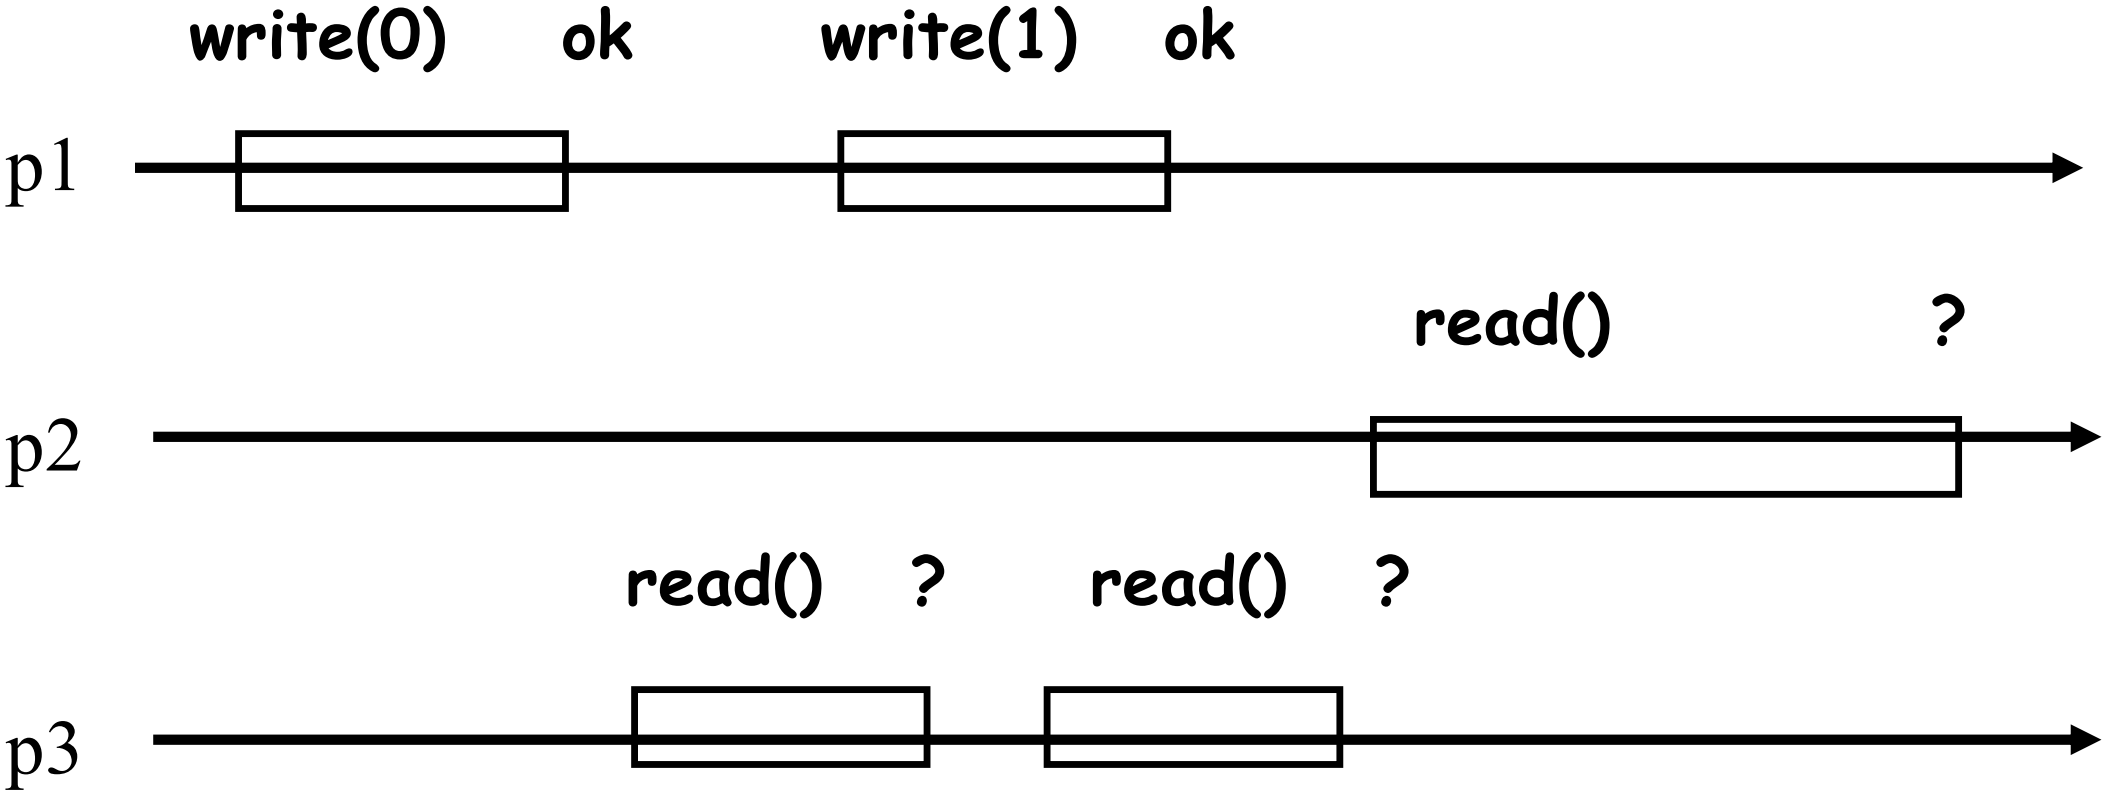 write(0) ok write(1) ok
p1
read() ?
p2
read() ? read() ?
p3